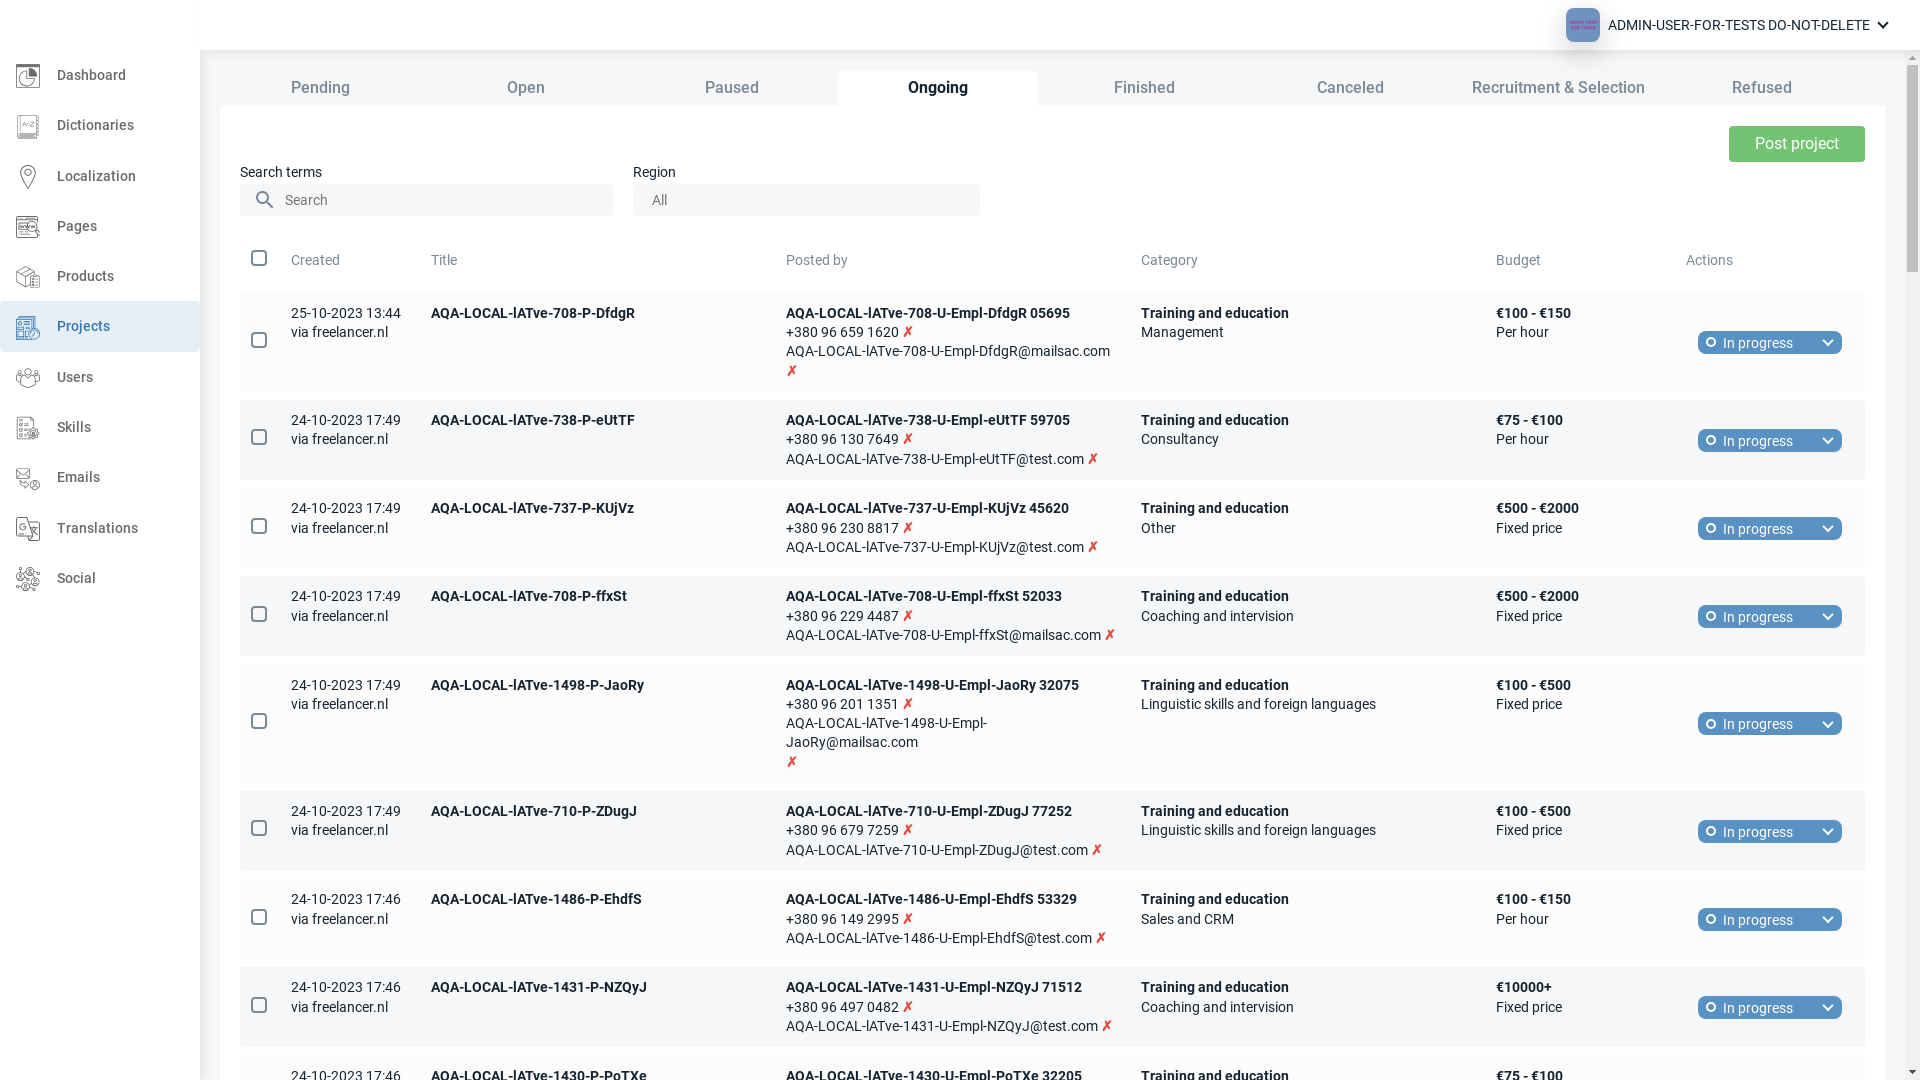 ADMIN-USER-FOR-TESTS DO-NOT-DELETE
Dashboard
Dictionaries
Localization
Pages
Products
Projects
Users
Skills
Emails
Translations
Social
Pending Open Paused Ongoing Finished Canceled Recruitment & Selection Refused
Post project
Search terms Region
Search All
Created Title Posted by Category Budget Actions
25-10-2023 13:44 AQA-LOCAL-lATve-708-P-DfdgR AQA-LOCAL-lATve-708-U-Empl-DfdgR 05695 Training and education €100 - €150
via freelancer.nl +380 96 659 1620 ✗ Management Per hour
In progress
AQA-LOCAL-lATve-708-U-Empl-DfdgR@mailsac.com
✗
24-10-2023 17:49 AQA-LOCAL-lATve-738-P-eUtTF AQA-LOCAL-lATve-738-U-Empl-eUtTF 59705 Training and education €75 - €100
via freelancer.nl +380 96 130 7649 ✗ Consultancy Per hour In progress
AQA-LOCAL-lATve-738-U-Empl-eUtTF@test.com ✗
24-10-2023 17:49 AQA-LOCAL-lATve-737-P-KUjVz AQA-LOCAL-lATve-737-U-Empl-KUjVz 45620 Training and education €500 - €2000
via freelancer.nl +380 96 230 8817 ✗ Other Fixed price In progress
AQA-LOCAL-lATve-737-U-Empl-KUjVz@test.com ✗
24-10-2023 17:49 AQA-LOCAL-lATve-708-P-ffxSt AQA-LOCAL-lATve-708-U-Empl-ffxSt 52033 Training and education €500 - €2000
via freelancer.nl +380 96 229 4487 ✗ Coaching and intervision Fixed price In progress
AQA-LOCAL-lATve-708-U-Empl-ffxSt@mailsac.com ✗
24-10-2023 17:49 AQA-LOCAL-lATve-1498-P-JaoRy AQA-LOCAL-lATve-1498-U-Empl-JaoRy 32075 Training and education €100 - €500
via freelancer.nl +380 96 201 1351 ✗ Linguistic skills and foreign languages Fixed price
AQA-LOCAL-lATve-1498-U-Empl- In progress
JaoRy@mailsac.com
✗
24-10-2023 17:49 AQA-LOCAL-lATve-710-P-ZDugJ AQA-LOCAL-lATve-710-U-Empl-ZDugJ 77252 Training and education €100 - €500
via freelancer.nl +380 96 679 7259 ✗ Linguistic skills and foreign languages Fixed price In progress
AQA-LOCAL-lATve-710-U-Empl-ZDugJ@test.com ✗
24-10-2023 17:46 AQA-LOCAL-lATve-1486-P-EhdfS AQA-LOCAL-lATve-1486-U-Empl-EhdfS 53329 Training and education €100 - €150
via freelancer.nl +380 96 149 2995 ✗ Sales and CRM Per hour In progress
AQA-LOCAL-lATve-1486-U-Empl-EhdfS@test.com ✗
24-10-2023 17:46 AQA-LOCAL-lATve-1431-P-NZQyJ AQA-LOCAL-lATve-1431-U-Empl-NZQyJ 71512 Training and education €10000+
via freelancer.nl +380 96 497 0482 ✗ Coaching and intervision Fixed price In progress
AQA-LOCAL-lATve-1431-U-Empl-NZQyJ@test.com ✗
24-10-2023 17:46 AQA-LOCAL-lATve-1430-P-PoTXe AQA-LOCAL-lATve-1430-U-Empl-PoTXe 32205 Training and education €75 - €100